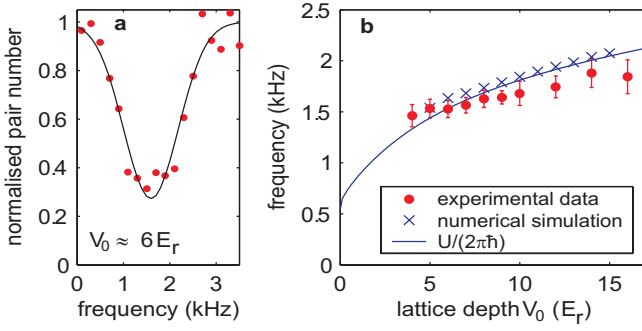 a
normalised pair number
1
0.8
0.6
0.4
0.2
0
V₀ ≈ 6E_r
0 1 2 3
frequency (kHz)
b
frequency (kHz)
2.5
2
1.5
1
0.5
0
experimental data
numerical simulation
U/(2πħ)
0 5 10 15
lattice depth V₀ (E_r)